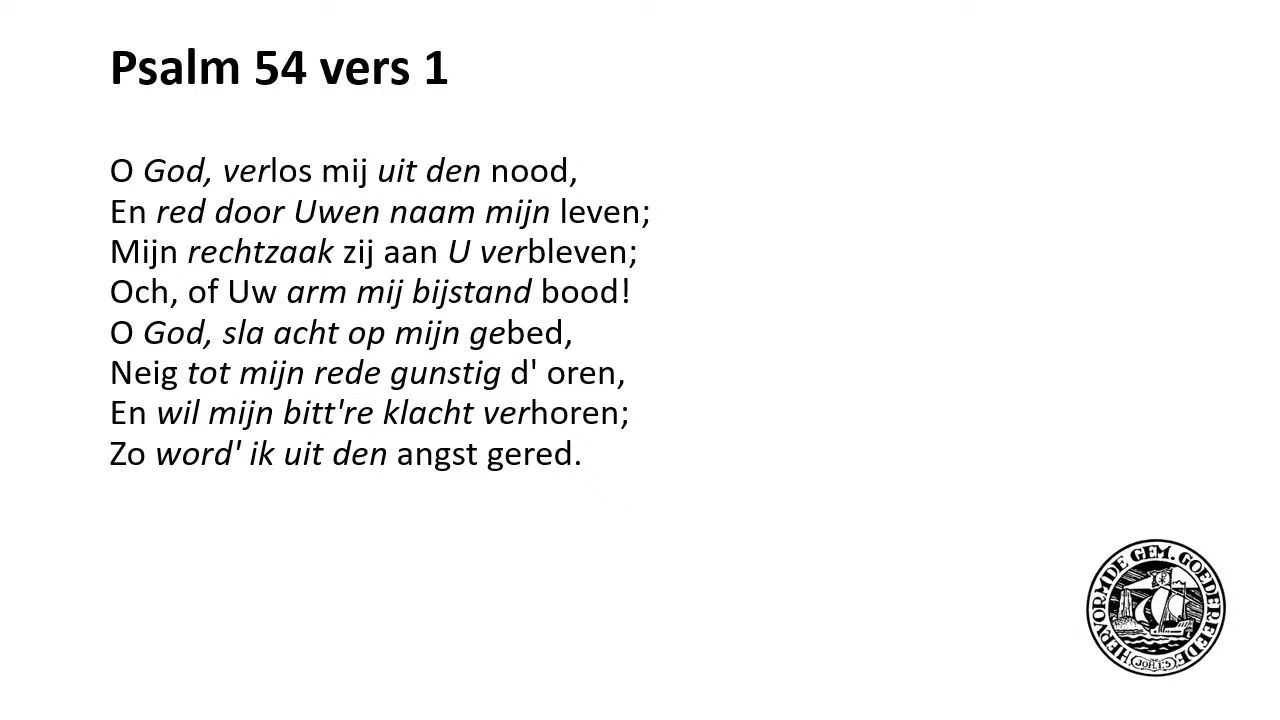 Psalm 54 vers 1
O God, verlos mij uit den nood,
En red door Uwen naam mijn leven;
Mijn rechtzaak zij aan U verbleven;
Och, of Uw arm mij bijstand bood!
O God, sla acht op mijn gebed,
Neig tot mijn rede gunstig d' oren,
En wil mijn bitt're klacht verhoren;
Zo word' ik uit den angst gered.
HERVORMDE GEM. GOEDEREEDE
JOH.1:5